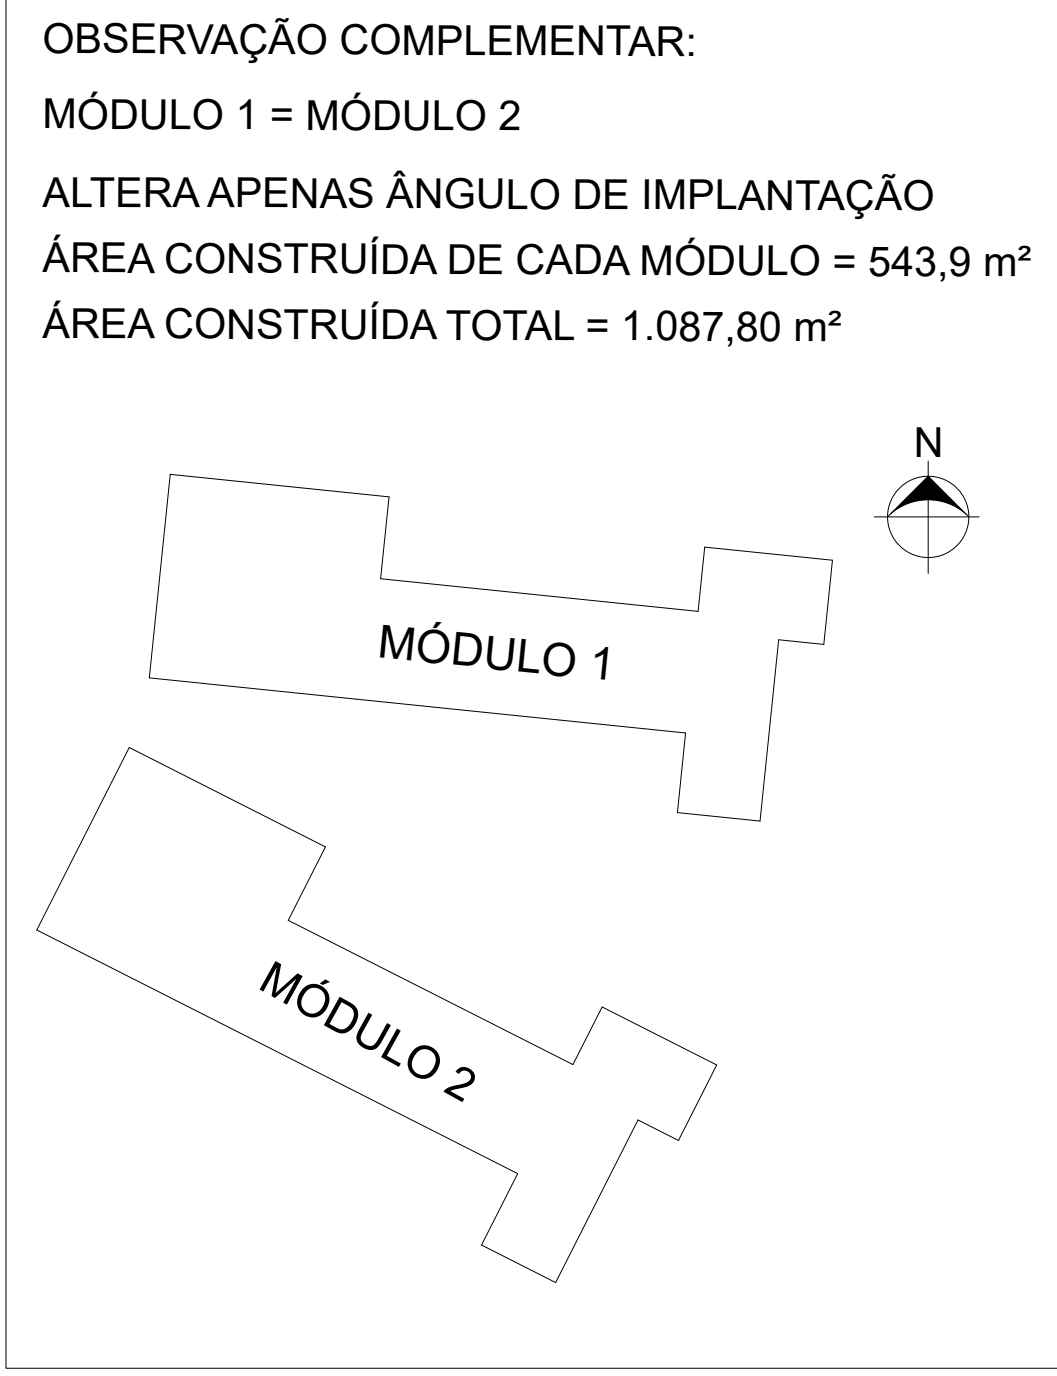 OBSERVAÇÃO COMPLEMENTAR:
MÓDULO 1 = MÓDULO 2
ALTERA APENAS ÂNGULO DE IMPLANTAÇÃO
ÁREA CONSTRUÍDA DE CADA MÓDULO = 543,9 m²
ÁREA CONSTRUÍDA TOTAL = 1.087,80 m²
N
MÓDULO 1
MÓDULO 2